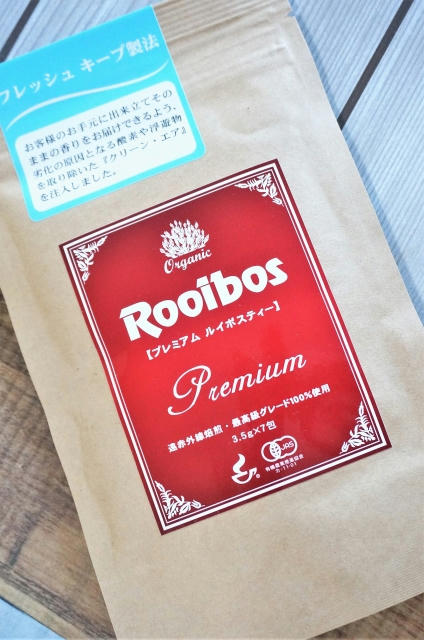 フレッシュ キープ製法
お客様のお手元に出来立てその
ままの香りをお届けできるよう、
劣化の原因となる酸素や浮遊物
を取り除いた『クリーン・エア』
を注入しました。
Organic
Rooibos
【プレミアム ルイボスティー】
Premium
遠赤外線焙煎・最高級グレード100%使用
3.5g×7包
JAS